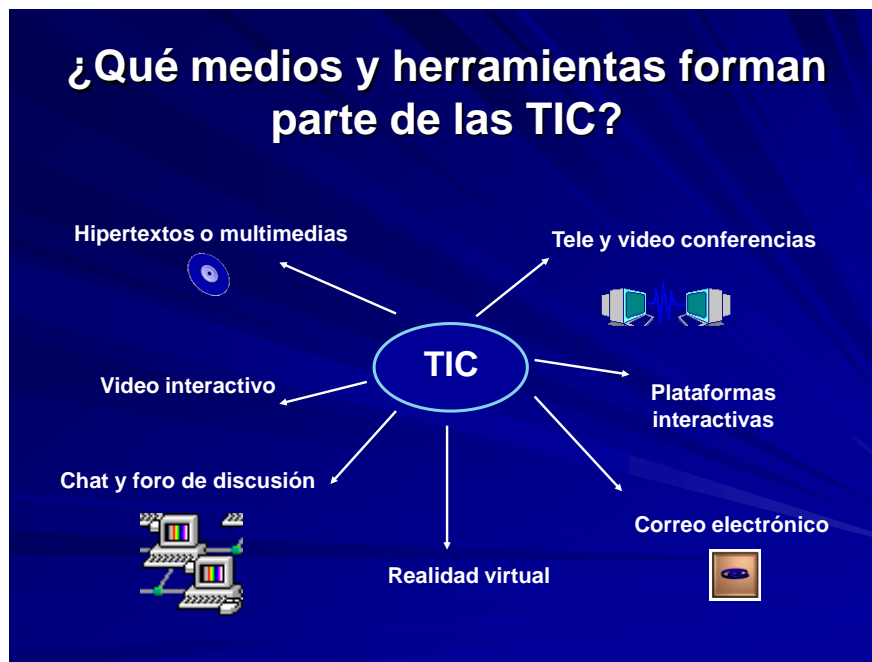 ¿Qué medios y herramientas forman
parte de las TIC?
Hipertextos o multimedias
Tele y video conferencias
TIC
Video interactivo
Plataformas
interactivas
Chat y foro de discusión
Correo electrónico
Realidad virtual